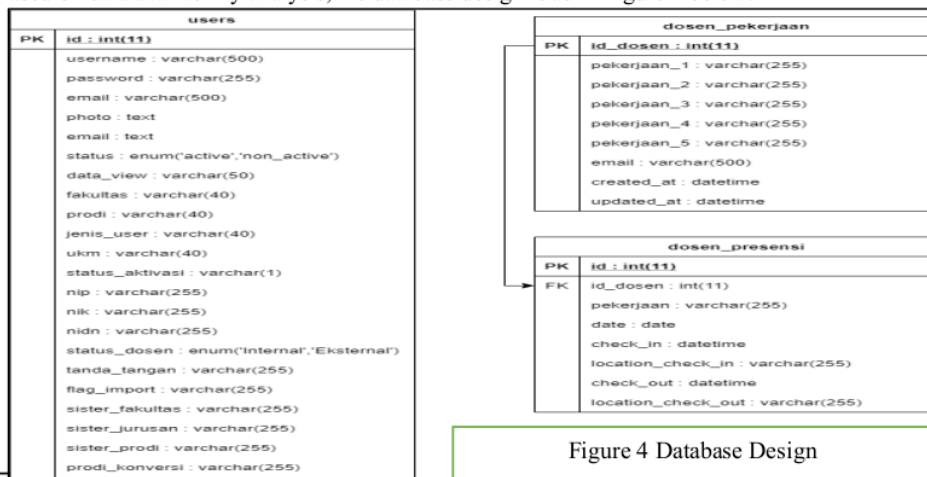 users
PK id : int(11)
username : varchar(500)
password : varchar(255)
email : varchar(500)
photo : text
email : text
status : enum('active','non_active')
data_view : varchar(50)
fakultas : varchar(40)
prodi : varchar(40)
jenis_user : varchar(40)
ukm : varchar(40)
status_aktivasi : varchar(1)
nip : varchar(255)
nik : varchar(255)
nidn : varchar(255)
status_dosen : enum('Internal','Eksternal')
tanda_tangan : varchar(255)
flag_import : varchar(255)
sister_fakultas : varchar(255)
sister_jurusan : varchar(255)
sister_prodi : varchar(255)
prodi_konversi : varchar(255)
dosen_pekerjaan
PK id_dosen : int(11)
pekerjaan_1 : varchar(255)
pekerjaan_2 : varchar(255)
pekerjaan_3 : varchar(255)
pekerjaan_4 : varchar(255)
pekerjaan_5 : varchar(255)
email : varchar(500)
created_at : datetime
updated_at : datetime
dosen_presensi
PK id : int(11)
FK id_dosen : int(11)
pekerjaan : varchar(255)
date : date
check_in : datetime
location_check_in : varchar(255)
check_out : datetime
location_check_out : varchar(255)
Figure 4 Database Design